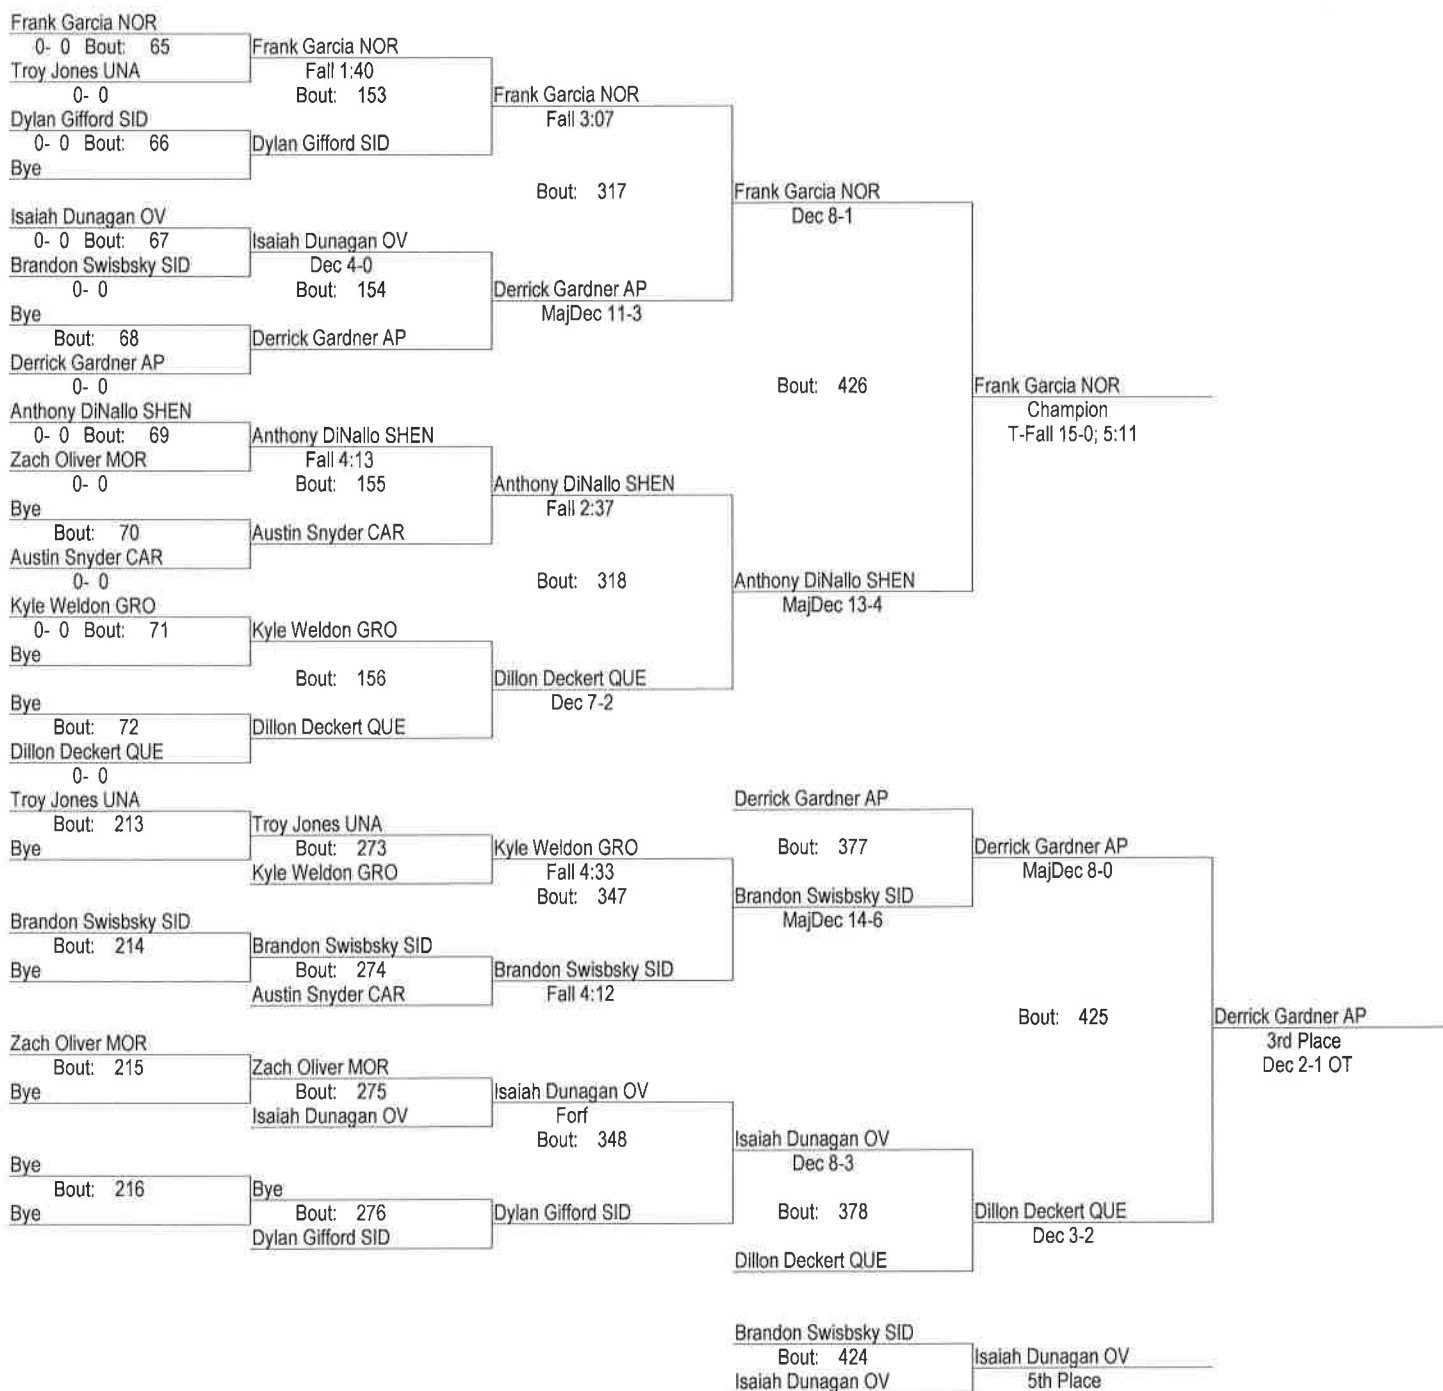 Frank Garcia NOR
0- 0 Bout: 65
Troy Jones UNA
0- 0
Dylan Gifford SID
0- 0 Bout: 66
Bye
Isaiah Dunagan OV
0- 0 Bout: 67
Brandon Swisbsky SID
0- 0
Bye
Bout: 68
Derrick Gardner AP
0- 0
Anthony DiNallo SHEN
0- 0 Bout: 69
Zach Oliver MOR
0- 0
Bye
Bout: 70
Austin Snyder CAR
0- 0
Kyle Weldon GRO
0- 0 Bout: 71
Bye
Bye
Bout: 72
Dillon Deckert QUE
0- 0
Frank Garcia NOR
Fall 1:40
Bout: 153
Dylan Gifford SID
Isaiah Dunagan OV
Dec 4-0
Bout: 154
Derrick Gardner AP
Anthony DiNallo SHEN
Fall 4:13
Bout: 155
Austin Snyder CAR
Kyle Weldon GRO
Bout: 156
Dillon Deckert QUE
Frank Garcia NOR
Fall 3:07
Bout: 317
Derrick Gardner AP
MajDec 11-3
Anthony DiNallo SHEN
Fall 2:37
Bout: 318
Dillon Deckert QUE
Dec 7-2
Frank Garcia NOR
Dec 8-1
Bout: 426
Anthony DiNallo SHEN
MajDec 13-4
Frank Garcia NOR
Champion
T-Fall 15-0; 5:11
Troy Jones UNA
Bout: 213
Bye
Brandon Swisbsky SID
Bout: 214
Bye
Zach Oliver MOR
Bout: 215
Bye
Bye
Bout: 216
Bye
Troy Jones UNA
Bout: 273
Kyle Weldon GRO
Brandon Swisbsky SID
Bout: 274
Austin Snyder CAR
Zach Oliver MOR
Bout: 275
Isaiah Dunagan OV
Bye
Bout: 276
Dylan Gifford SID
Kyle Weldon GRO
Fall 4:33
Bout: 347
Brandon Swisbsky SID
Fall 4:12
Isaiah Dunagan OV
Forf
Bout: 348
Dylan Gifford SID
Derrick Gardner AP
Bout: 377
Brandon Swisbsky SID
MajDec 14-6
Isaiah Dunagan OV
Dec 8-3
Bout: 378
Dillon Deckert QUE
Derrick Gardner AP
MajDec 8-0
Bout: 425
Dillon Deckert QUE
Dec 3-2
Derrick Gardner AP
3rd Place
Dec 2-1 OT
Brandon Swisbsky SID
Bout: 424
Isaiah Dunagan OV
Isaiah Dunagan OV
5th Place